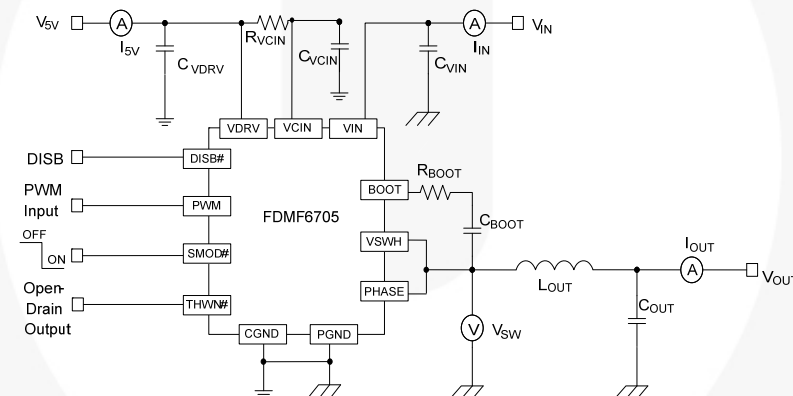 V5V
A
I5V
RVCIN
CVDRV
CVCIN
A
IIN
VIN
CVIN
VDRV
VCIN
VIN
DISB
DISB#
PWM
Input
PWM
OFF
ON
SMOD#
Open-
Drain
Output
THWN#
FDMF6705
BOOT
RBOOT
CBOOT
VSWH
PHASE
CGND
PGND
V
VSW
LOUT
COUT
IOUT
A
VOUT